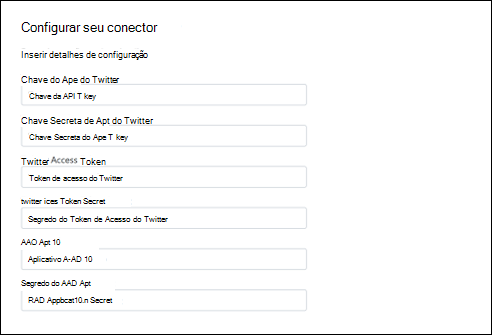 Configurar seu conector
Inserir detalhes de configuração
Chave do Ape do Twitter
Chave da API T key
Chave Secreta de Apt do Twitter
Chave Secreta do Ape T key
Twitter Access Token
Token de acesso do Twitter
twitter ices Token Secret
Segredo do Token de Acesso do Twitter
AAO Apt 10
Aplicativo A-AD 10
Segredo do AAD Apt
RAD Appbcat10.n Secret